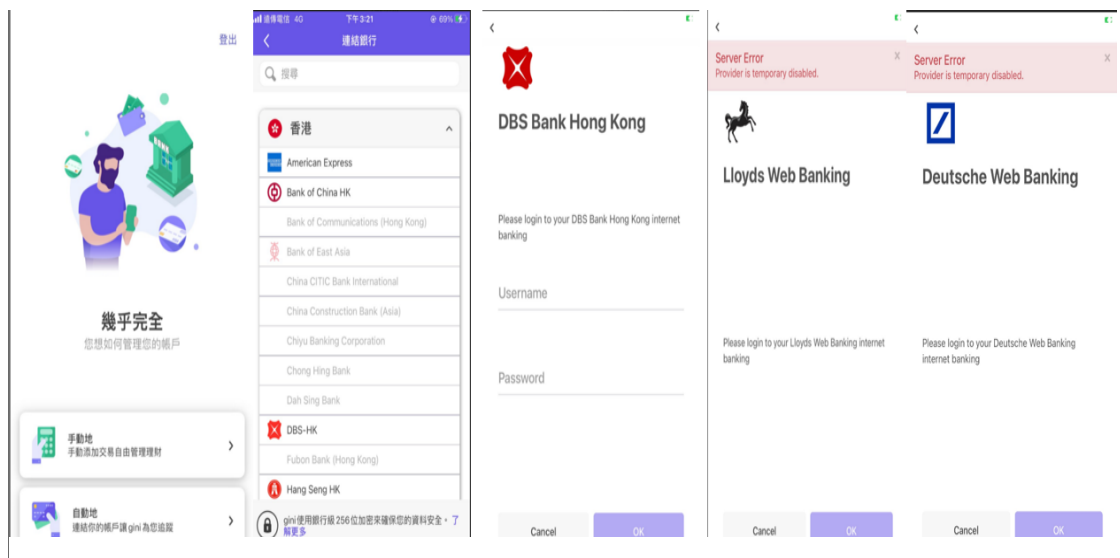 登出
幾乎完全
您想如何管理您的帳戶
手動地
手動添加交易自由管理理財
自動地
連結你的帳戶讓 gini 為您追蹤
遠傳電信 4G 下午3:21 69%
連結銀行
搜尋
香港
American Express
Bank of China HK
Bank of Communications (Hong Kong)
Bank of East Asia
China CITIC Bank International
China Construction Bank (Asia)
Chiyu Banking Corporation
Chong Hing Bank
Dah Sing Bank
DBS-HK
Fubon Bank (Hong Kong)
Hang Seng HK
gini使用銀行級 256 位加密來確保您的資料安全。了
解更多
DBS Bank Hong Kong
Please login to your DBS Bank Hong Kong internet
banking
Username
Password
Cancel OK
Server Error
Provider is temporary disabled.
Lloyds Web Banking
Please login to your Lloyds Web Banking internet
banking
Cancel OK
Server Error
Provider is temporary disabled.
Deutsche Web Banking
Please login to your Deutsche Web Banking
internet banking
Cancel OK